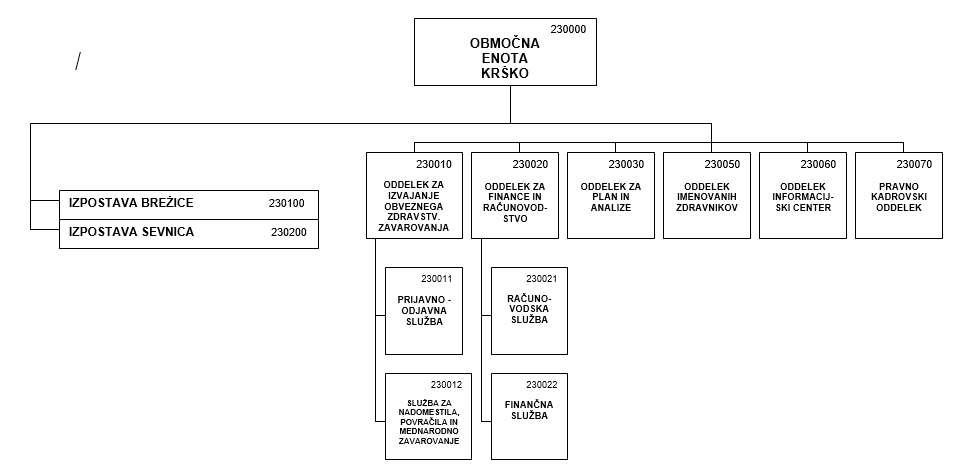 230000
OBMOČNA
ENOTA
KRŠKO
/
IZPOSTAVA BREŽICE 230100
IZPOSTAVA SEVNICA 230200
230010
ODDELEK ZA
IZVAJANJE
OBVEZNEGA
ZDRAVSTV.
ZAVAROVANJA
230020
ODDELEK ZA
FINANCE IN
RAČUNOVOD-
STVO
230030
ODDELEK ZA
PLAN IN
ANALIZE
230050
ODDELEK
IMENOVANIH
ZDRAVNIKOV
230060
ODDELEK
INFORMACIJ-
SKI CENTER
230070
PRAVNO
KADROVSKI
ODDELEK
230011
PRIJAVNO -
ODJAVNA
SLUŽBA
230021
RAČUNO-
VODSKA
SLUŽBA
230012
SLUŽBA ZA
NADOMESTILA,
POVRAČILA IN
MEDNARODNO
ZAVAROVANJE
230022
FINANČNA
SLUŽBA